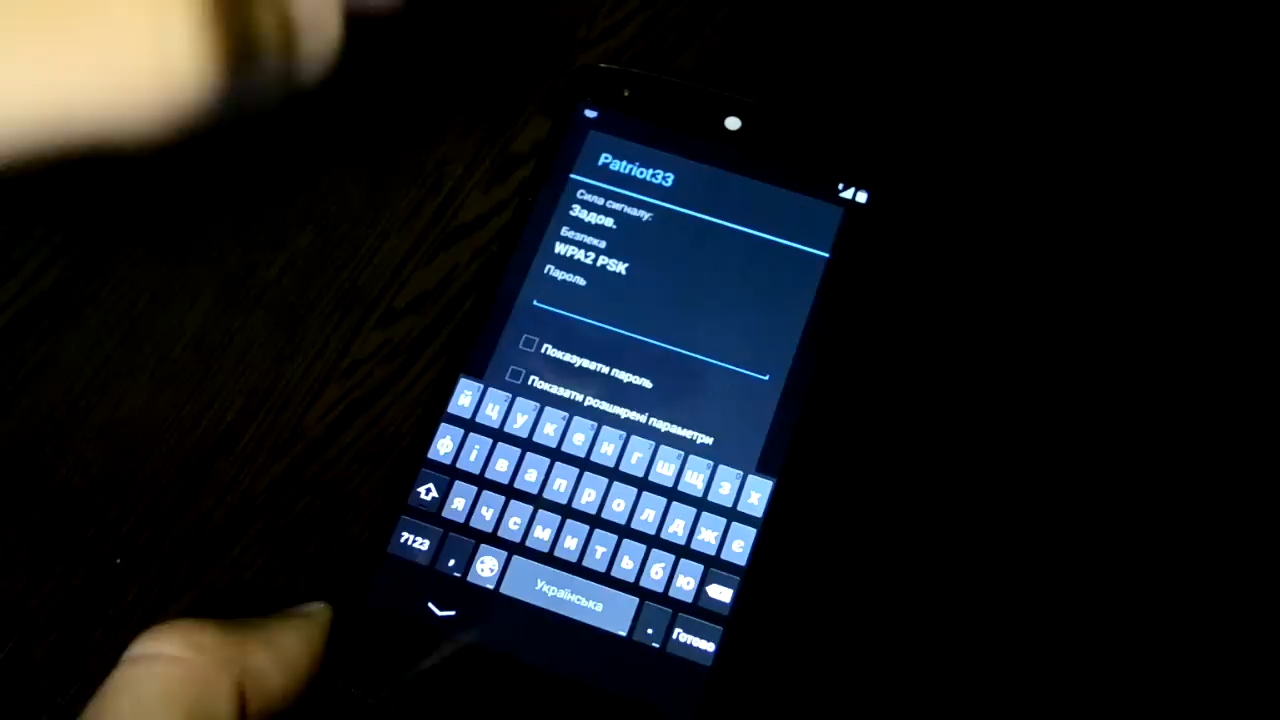 Patriot33
Сила сигналу:
Задов.
Безпека
WPA2 PSK
Пароль
Показувати пароль
Показати розширені параметри
й ц у к е н г ш щ з х
ф і в а п р о л д ж є
я ч с м и т ь б ю
?123 , Українська . Готово